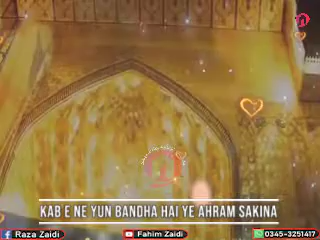 KAB E NE YUN BANDHA HAI YE AHRAM SAKINA
Raza Zaidi
Fahim Zaidi
0345-3251417